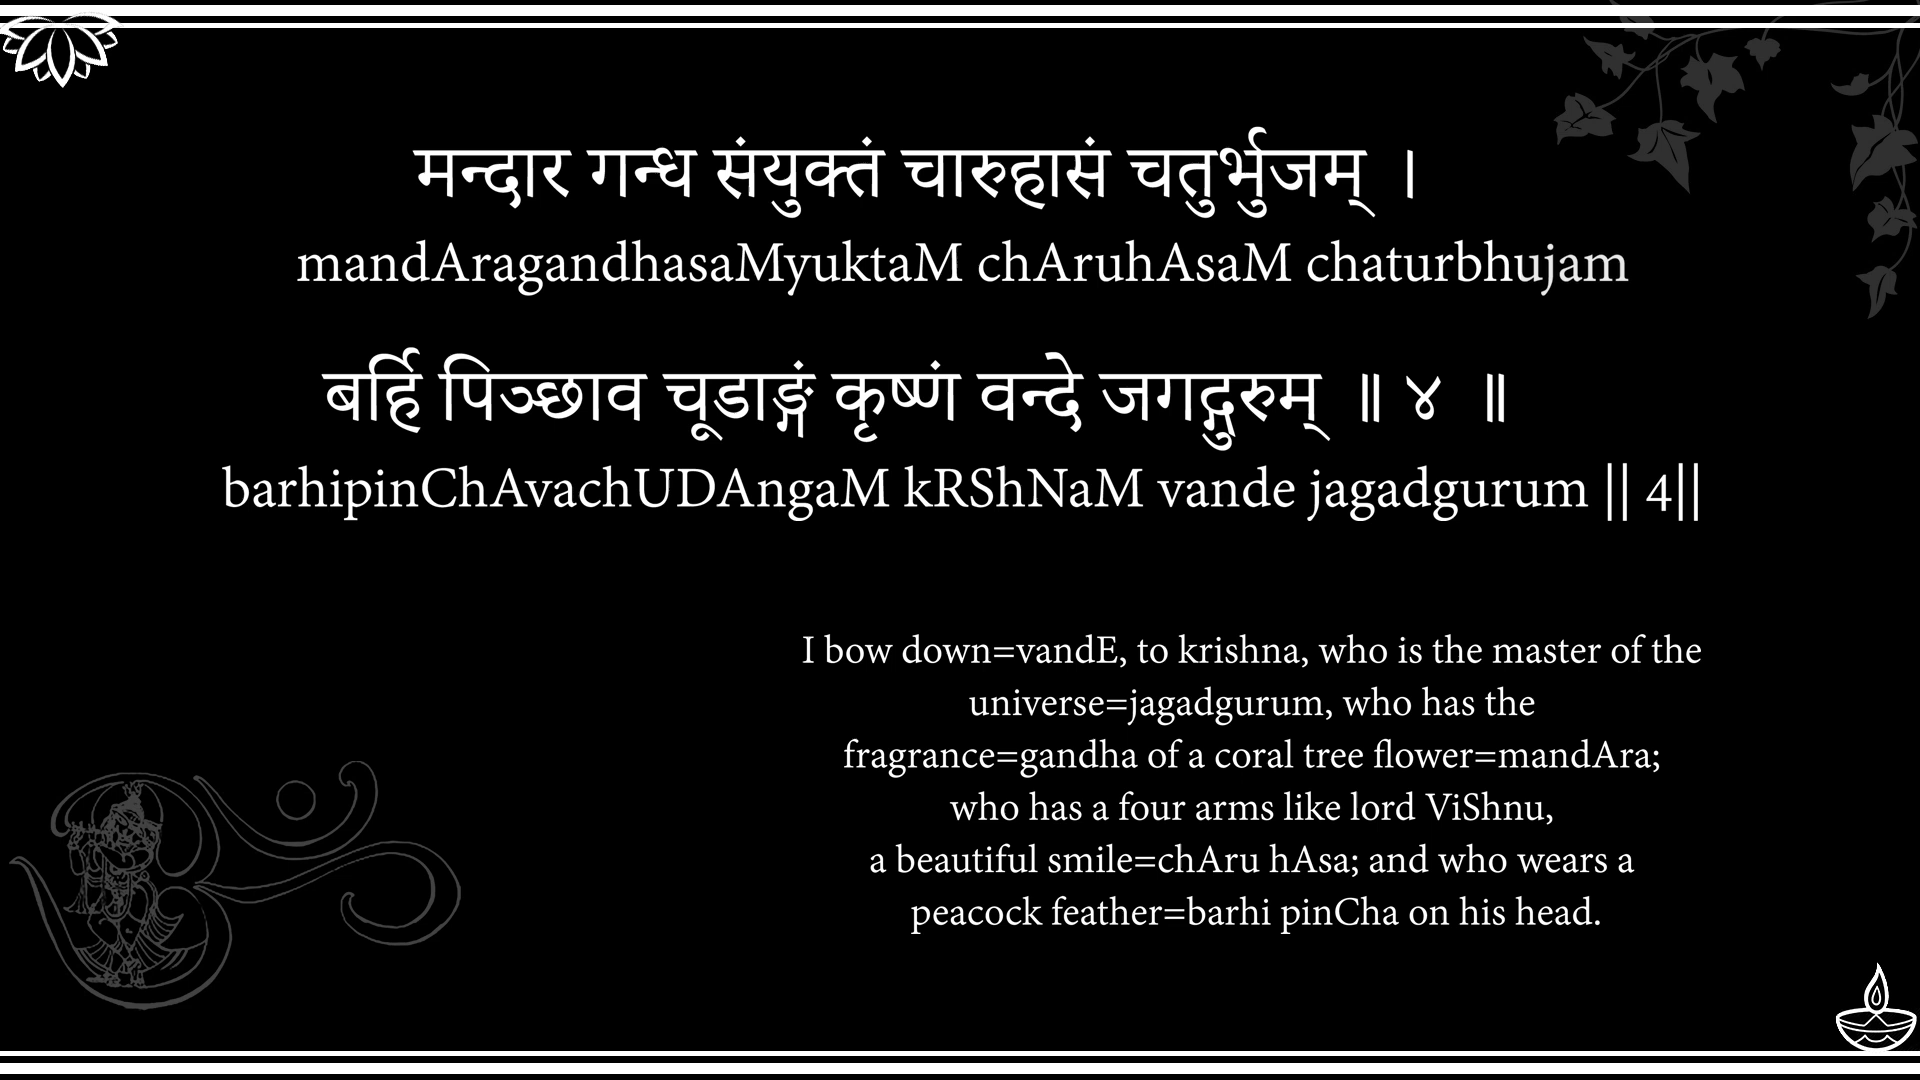 मन्दार गन्ध संयुक्तं चारुहासं चतुर्भुजम् ।
mandAragandhasaMyuktaM chAruhAsaM chaturbhujam
बर्हि पिञ्छाव चूडाङ्गं कृष्णं वन्दे जगद्गुरुम् ॥ ४ ॥
barhipinChAvachUDAngaM kRShNaM vande jagadgurum || 4||
I bow down=vandE, to krishna, who is the master of the
universe=jagadgurum, who has the
fragrance=gandha of a coral tree flower=mandAra;
who has a four arms like lord ViShnu,
a beautiful smile=chAru hAsa; and who wears a
peacock feather=barhi pinCha on his head.